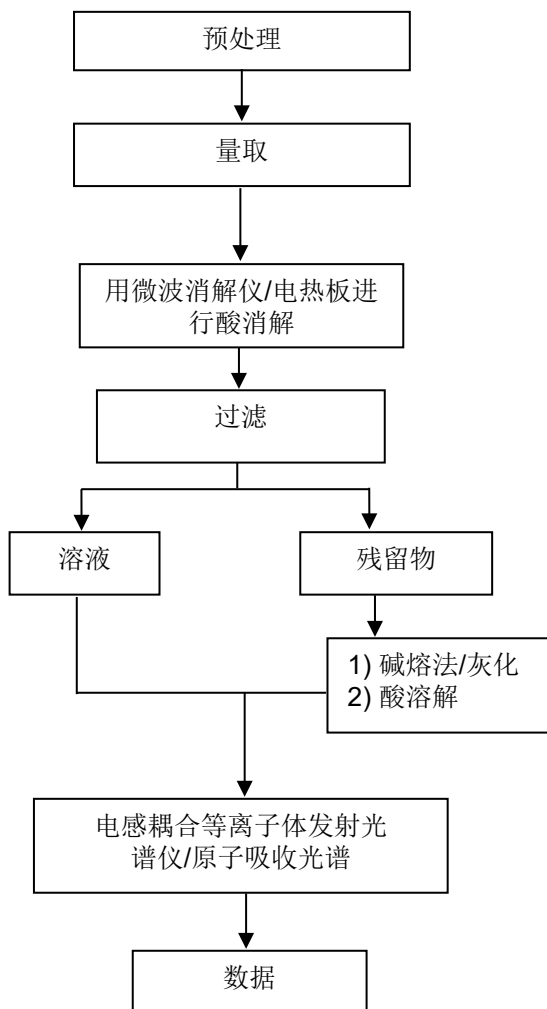 预处理
量取
用微波消解仪/电热板进
行酸消解
过滤
溶液
残留物
1) 碱熔法/灰化
2) 酸溶解
电感耦合等离子体发射光
谱仪/原子吸收光谱
数据